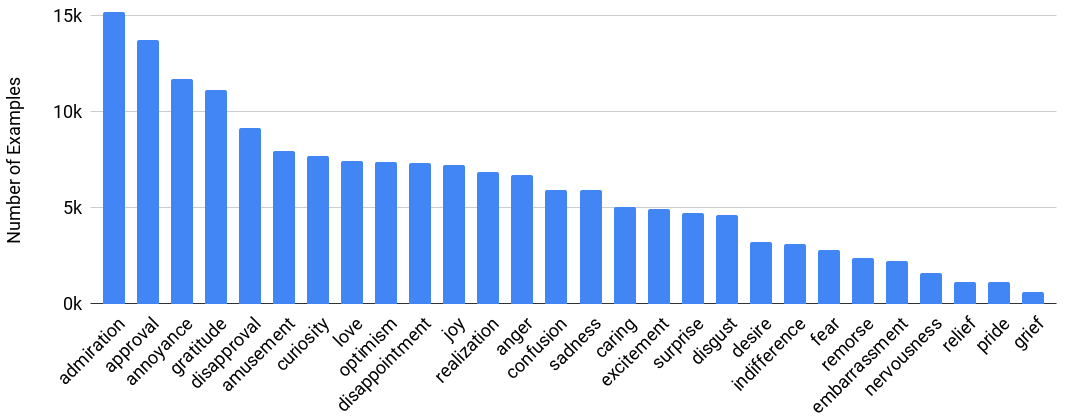 Number of Examples
15k
10k
5k
0k
admiration
approval
annoyance
gratitude
disapproval
amusement
curiosity
love
optimism
disappointment
joy
realization
anger
confusion
sadness
caring
excitement
surprise
disgust
desire
indifference
fear
remorse
embarrassment
nervousness
relief
pride
grief